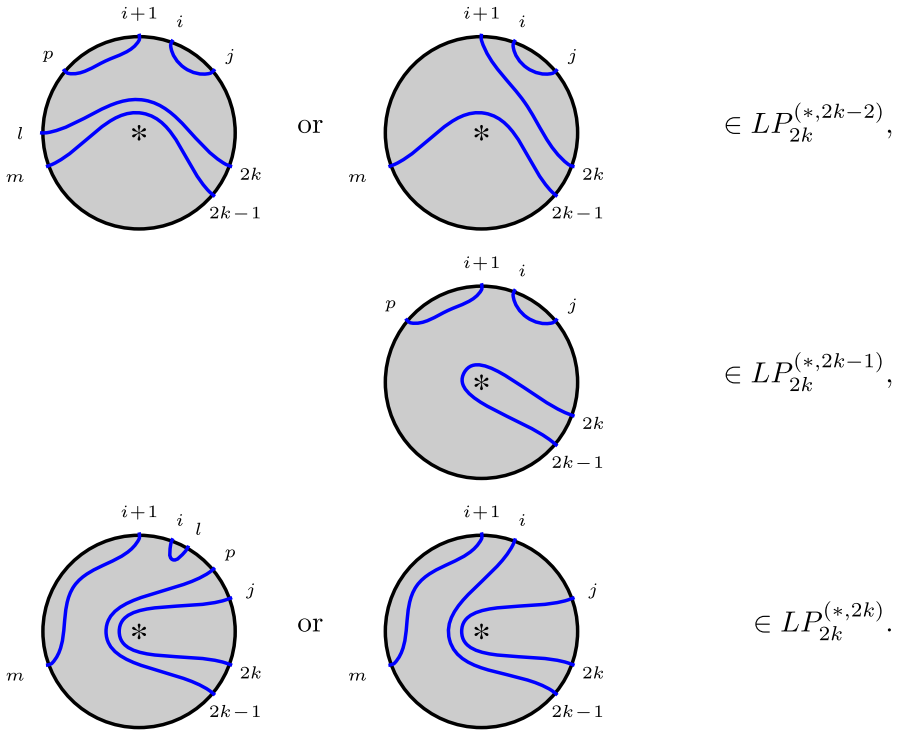 i+1 i i+1 i
p j j
l or ∈ LP_{2k}^{(*,2k−2)},
* *
m 2k m 2k
2k−1 2k−1
i+1 i
p j
* ∈ LP_{2k}^{(*,2k−1)},
2k
2k−1
i+1 i l i+1 i
p
j j
* or * ∈ LP_{2k}^{(*,2k)}.
m 2k m 2k
2k−1 2k−1